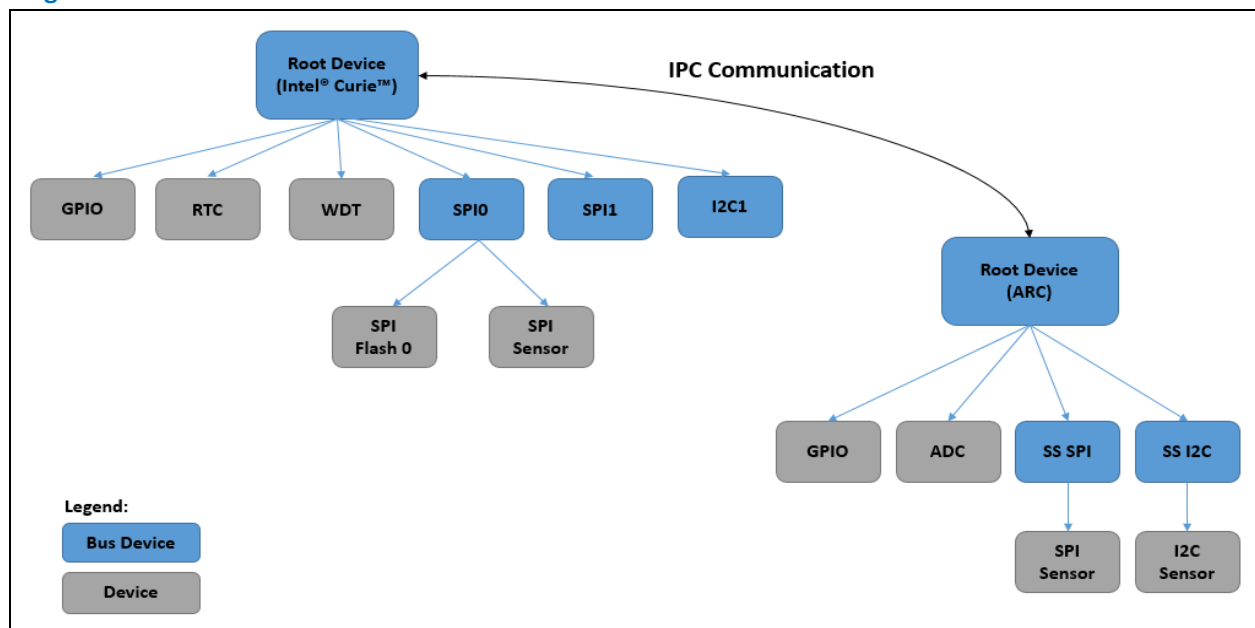 Root Device
(Intel® Curie™)
IPC Communication
GPIO
RTC
WDT
SPI0
SPI1
I2C1
Root Device
(ARC)
SPI
Flash 0
SPI
Sensor
GPIO
ADC
SS SPI
SS I2C
Legend:
Bus Device
Device
SPI
Sensor
I2C
Sensor